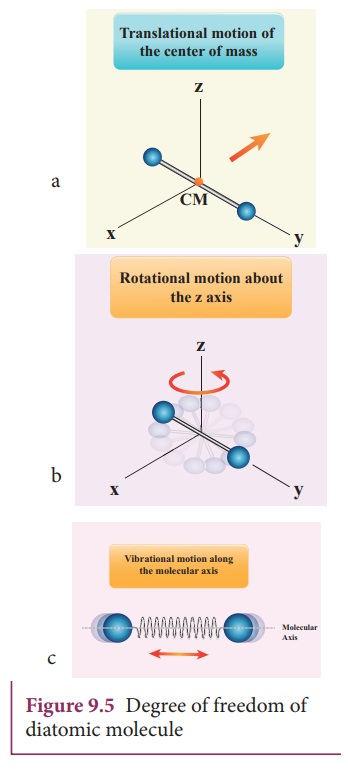 Translational motion of
the center of mass
z
a
CM
x
y
Rotational motion about
the z axis
z
b
x
y
Vibrational motion along
the molecular axis
Molecular
Axis
c
Figure 9.5 Degree of freedom of
diatomic molecule